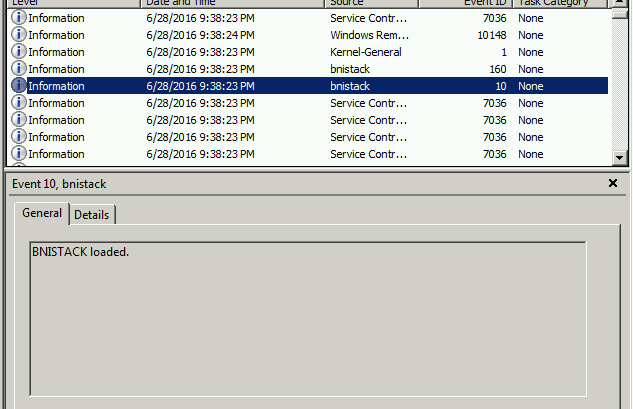 Level Date and Time Source Event ID Task Category
Information 6/28/2016 9:38:23 PM Service Contr... 7036 None
Information 6/28/2016 9:38:24 PM Windows Rem... 10148 None
Information 6/28/2016 9:38:23 PM Kernel-General 1 None
Information 6/28/2016 9:38:23 PM bnistack 160 None
Information 6/28/2016 9:38:23 PM bnistack 10 None
Information 6/28/2016 9:38:23 PM Service Contr... 7036 None
Information 6/28/2016 9:38:23 PM Service Contr... 7036 None
Information 6/28/2016 9:38:23 PM Service Contr... 7036 None
Information 6/28/2016 9:38:23 PM Service Contr... 7036 None
Event 10, bnistack
General Details
BNISTACK loaded.